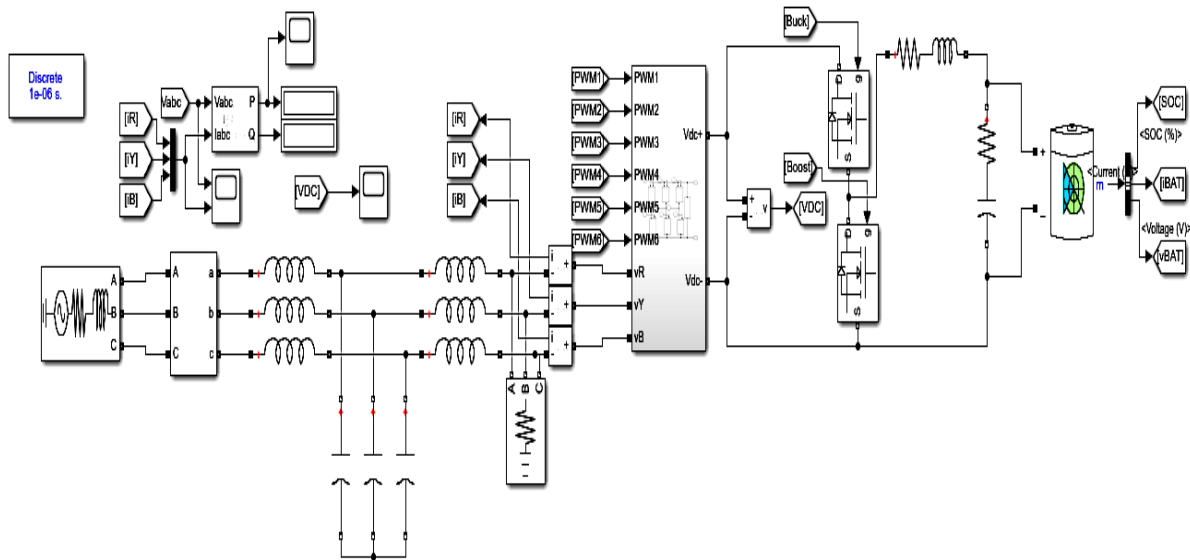 Discrete
1e-06 s.
Vabc
[iR]
[iY]
[iB]
Vabc
Iabc
P
Q
[VDC]
[iR]
[iY]
[iB]
[PWM1]
[PWM2]
[PWM3]
[PWM4]
[PWM5]
[PWM6]
PWM1
PWM2
PWM3
PWM4
PWM5
PWM6
vR
vY
vB
Vdc+
Vdc-
[Buck]
g
D
S
[Boost]
g
D
S
+
-
v
[VDC]
+
-
m
<Current (
[SOC]
<SOC (%)>
[iBAT]
<Voltage (V)>
[vBAT]
A
B
C
A
B
C
a
b
c
i
+
-
i
+
-
i
+
-
A
B
C